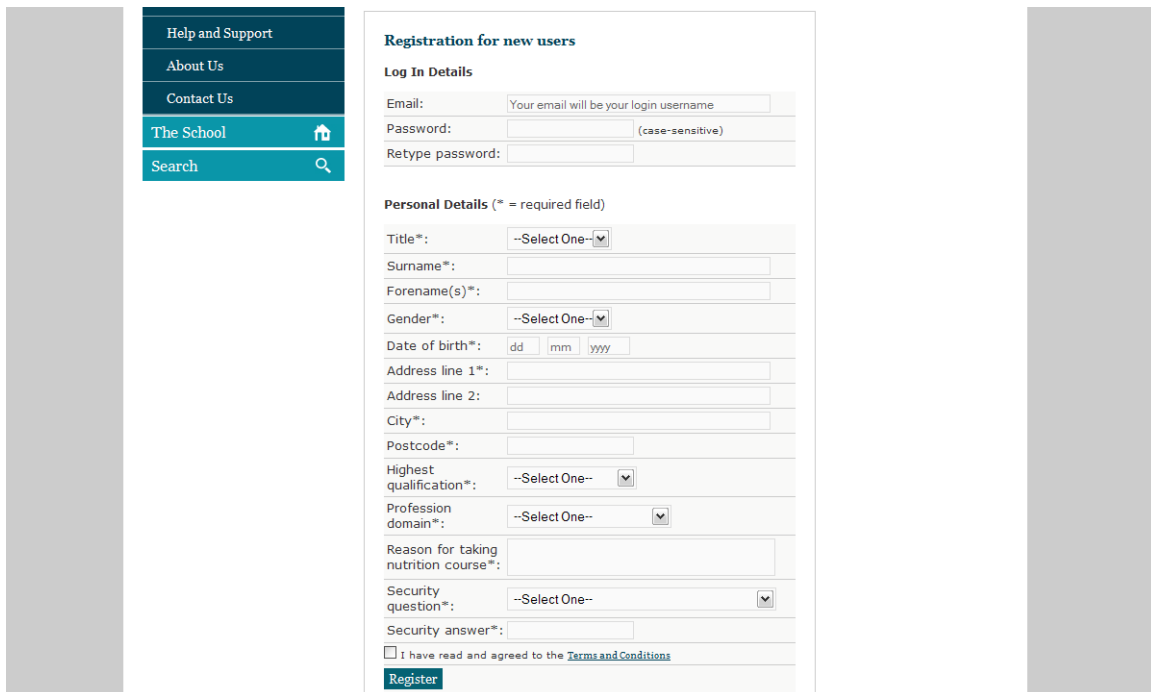 Help and Support
About Us
Contact Us
The School
Search
Registration for new users
Log In Details
Email: Your email will be your login username
Password: (case-sensitive)
Retype password:
Personal Details (* = required field)
Title*: --Select One--
Surname*:
Forename(s)*:
Gender*: --Select One--
Date of birth*: dd mm yyyy
Address line 1*:
Address line 2:
City*:
Postcode*:
Highest
qualification*: --Select One--
Profession
domain*: --Select One--
Reason for taking
nutrition course*:
Security
question*: --Select One--
Security answer*:
I have read and agreed to the Terms and Conditions
Register